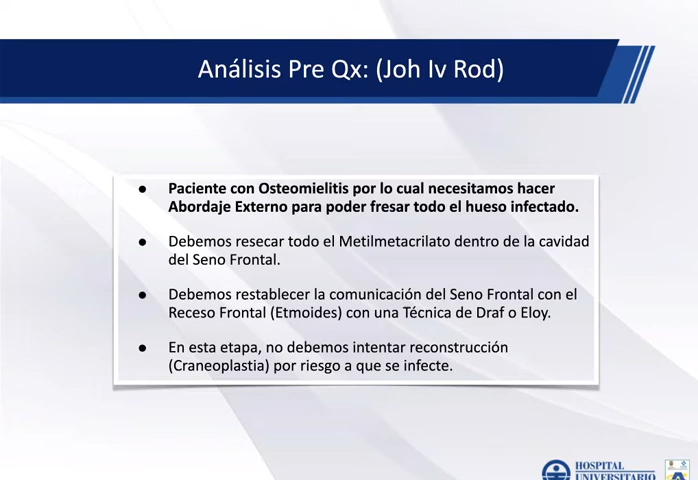 Análisis Pre Qx: (Joh Iv Rod)
● Paciente con Osteomielitis por lo cual necesitamos hacer
Abordaje Externo para poder fresar todo el hueso infectado.
● Debemos resecar todo el Metilmetacrilato dentro de la cavidad
del Seno Frontal.
● Debemos restablecer la comunicación del Seno Frontal con el
Receso Frontal (Etmoides) con una Técnica de Draf o Eloy.
● En esta etapa, no debemos intentar reconstrucción
(Craneoplastia) por riesgo a que se infecte.
HOSPITAL
UNIVERSITARIO